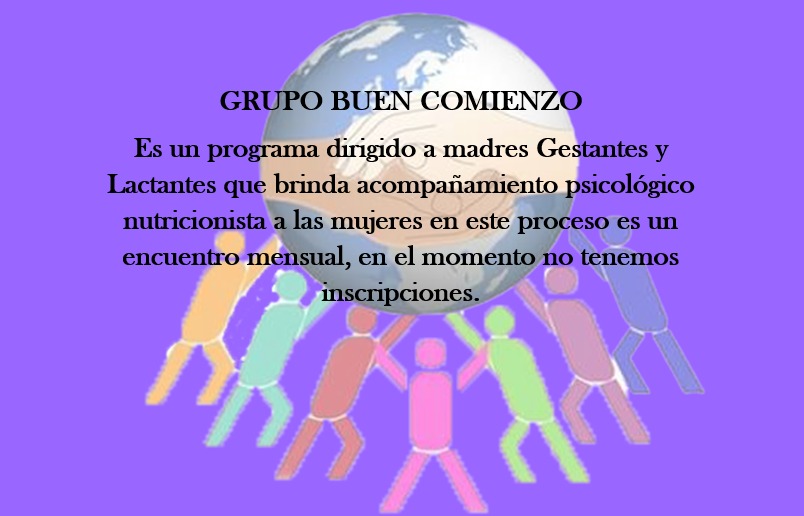 GRUPO BUEN COMIENZO
Es un programa dirigido a madres Gestantes y
Lactantes que brinda acompañamiento psicológico
nutricionista a las mujeres en este proceso es un
encuentro mensual, en el momento no tenemos
inscripciones.